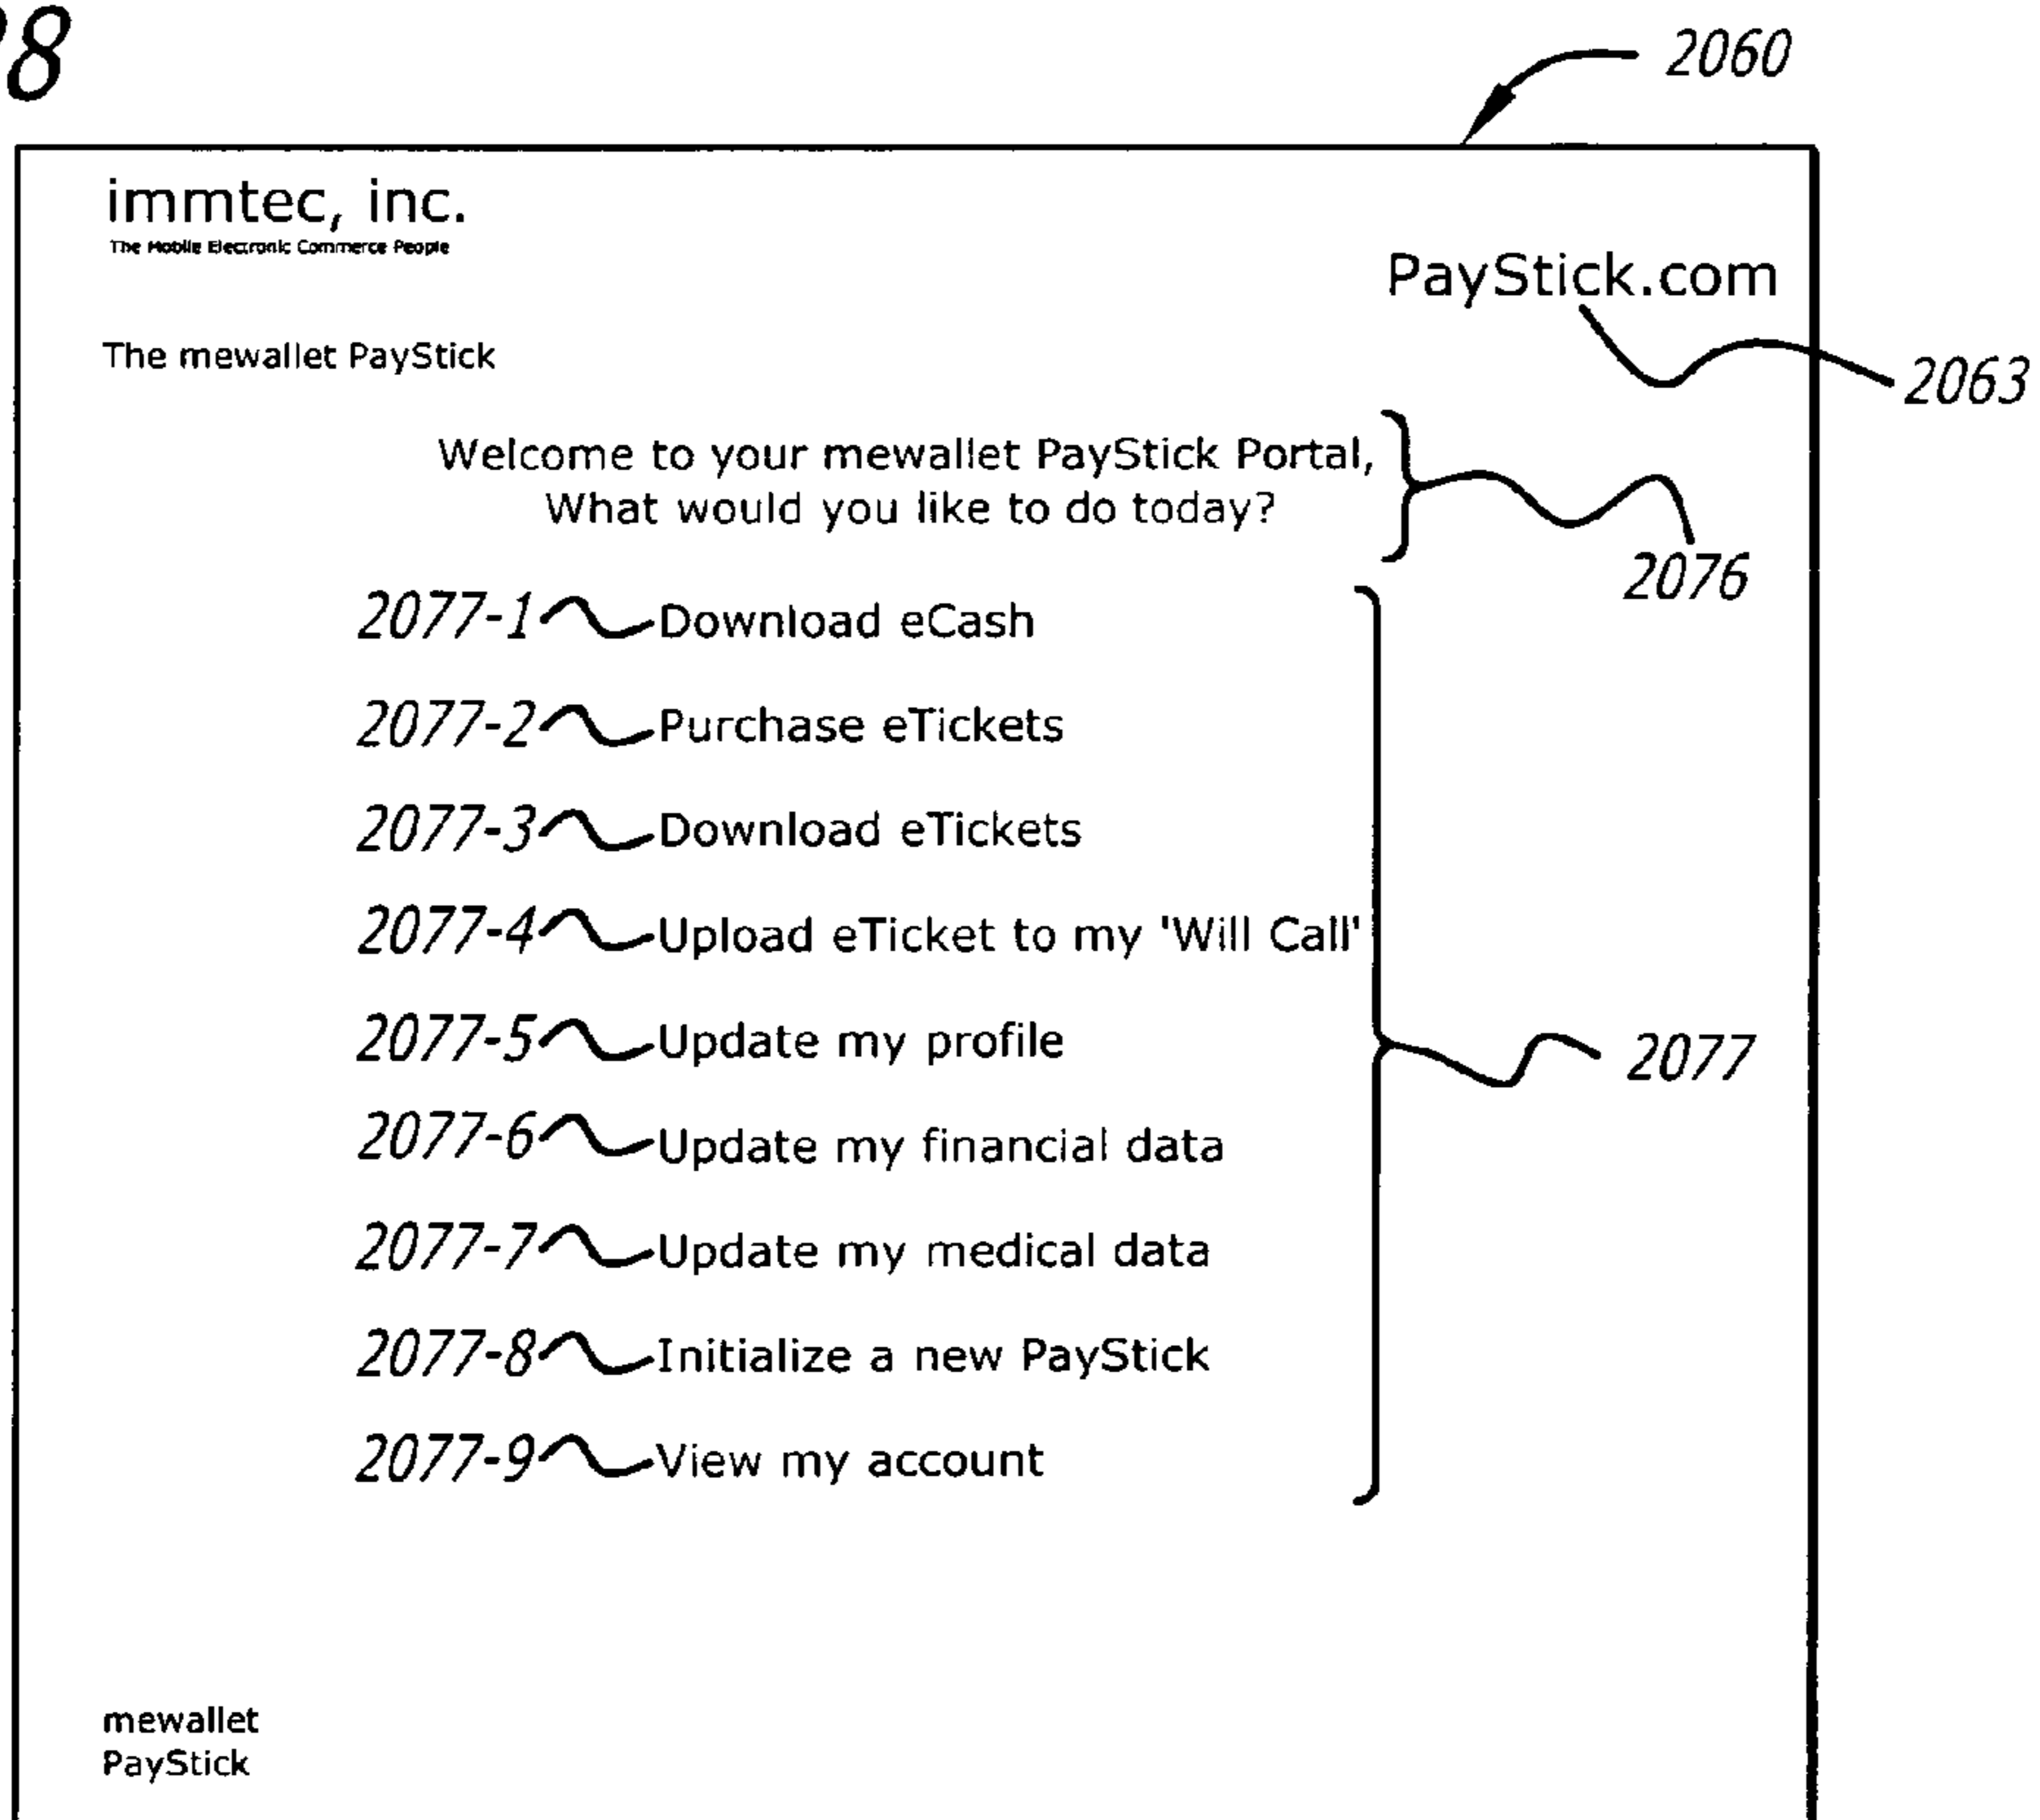 8
2060
immtec, inc.
The Mobile Electronic Commerce People
PayStick.com
The mewallet PayStick
2063
Welcome to your mewallet PayStick Portal,
What would you like to do today?
2076
2077-1 Download eCash
2077-2 Purchase eTickets
2077-3 Download eTickets
2077-4 Upload eTicket to my 'Will Call'
2077-5 Update my profile
2077
2077-6 Update my financial data
2077-7 Update my medical data
2077-8 Initialize a new PayStick
2077-9 View my account
mewallet
PayStick